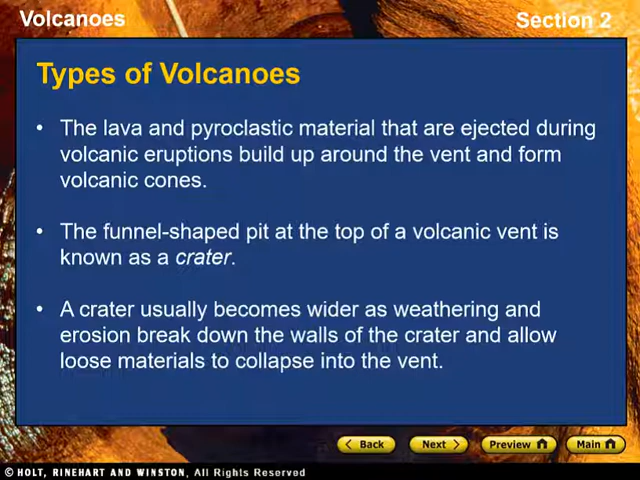 Volcanoes
Section 2
Types of Volcanoes
• The lava and pyroclastic material that are ejected during
volcanic eruptions build up around the vent and form
volcanic cones.
• The funnel-shaped pit at the top of a volcanic vent is
known as a crater.
• A crater usually becomes wider as weathering and
erosion break down the walls of the crater and allow
loose materials to collapse into the vent.
< Back
Next >
Preview
Main
© HOLT, RINEHART AND WINSTON, All Rights Reserved